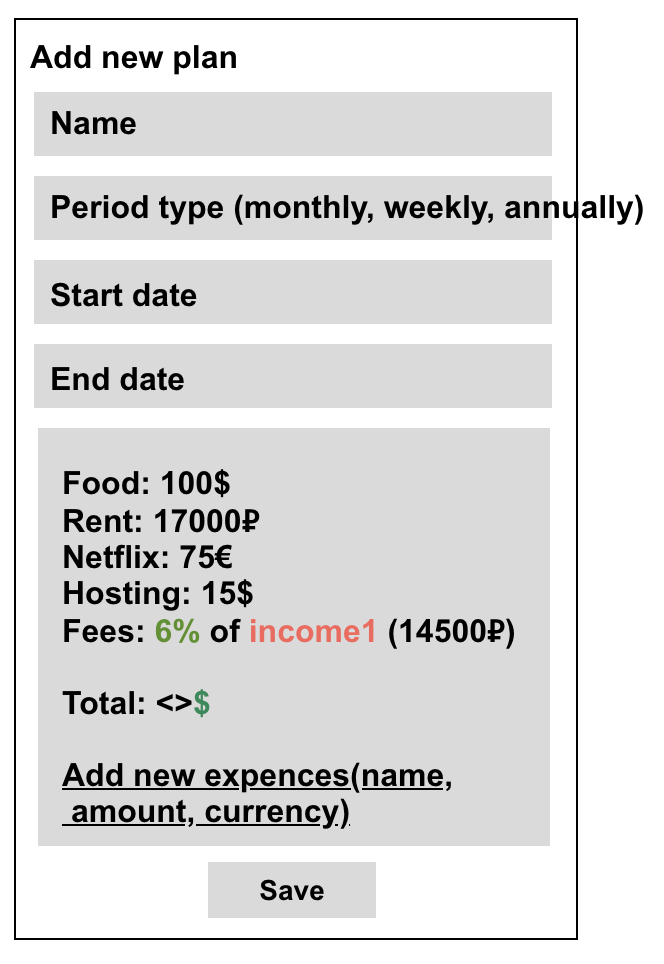 Add new plan
Name
Period type (monthly, weekly, annually)
Start date
End date
Food: 100$
Rent: 17000₽
Netflix: 75€
Hosting: 15$
Fees: 6% of income1 (14500₽)
Total: <>$
Add new expences(name,
amount, currency)
Save